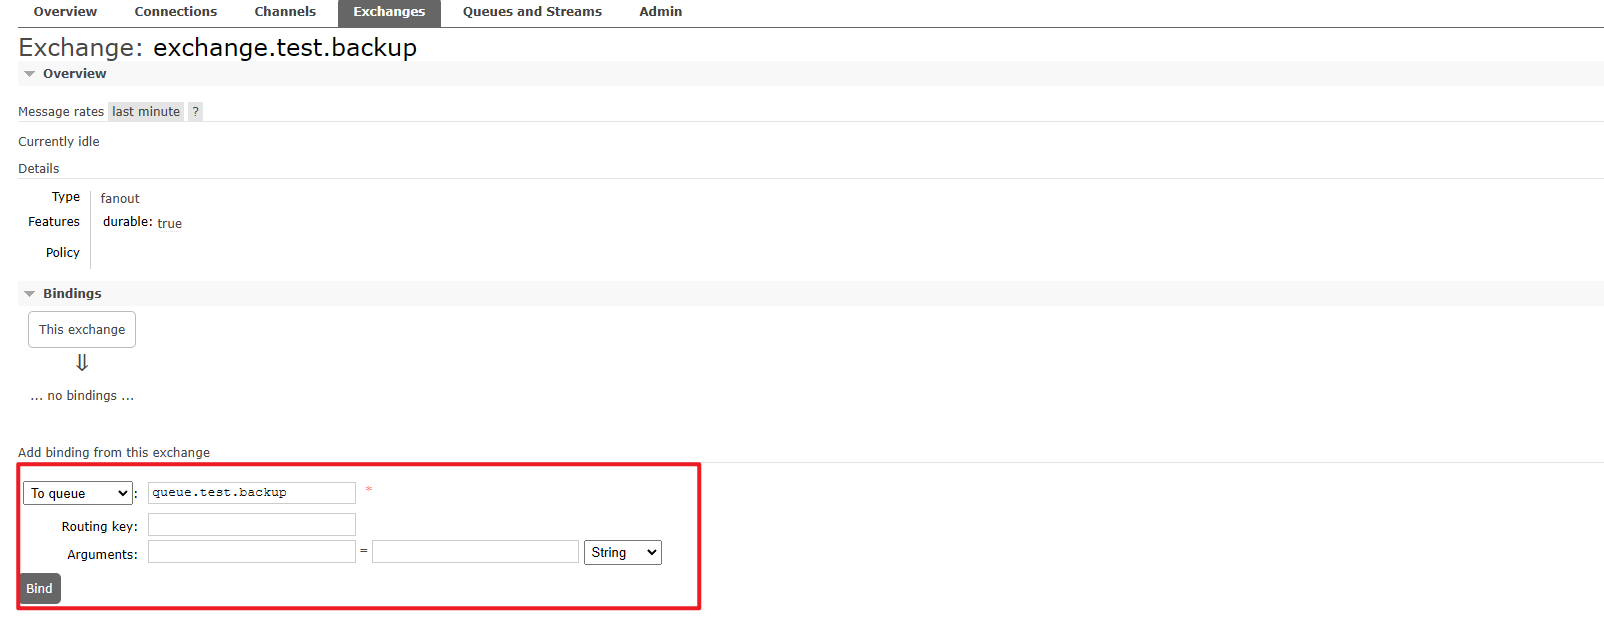 Overview Connections Channels Exchanges Queues and Streams Admin
Exchange: exchange.test.backup
Overview
Message rates last minute ?
Currently idle
Details
Type fanout
Features durable: true
Policy
Bindings
This exchange
⇓
... no bindings ...
Add binding from this exchange
To queue : queue.test.backup *
Routing key:
Arguments: = String
Bind